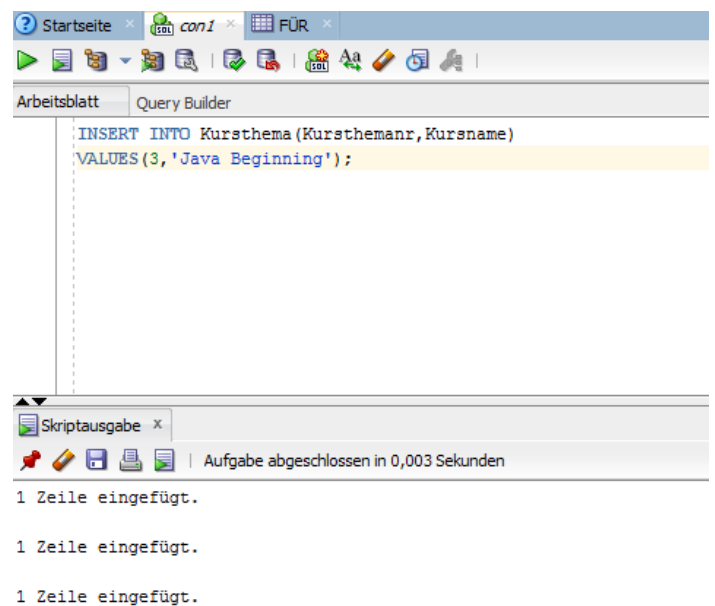 Startseite con1 FÜR
Arbeitsblatt Query Builder
INSERT INTO Kursthema(Kursthemanr,Kursname)
VALUES(3,'Java Beginning');
Skriptausgabe x
Aufgabe abgeschlossen in 0,003 Sekunden
1 Zeile eingefügt.
1 Zeile eingefügt.
1 Zeile eingefügt.